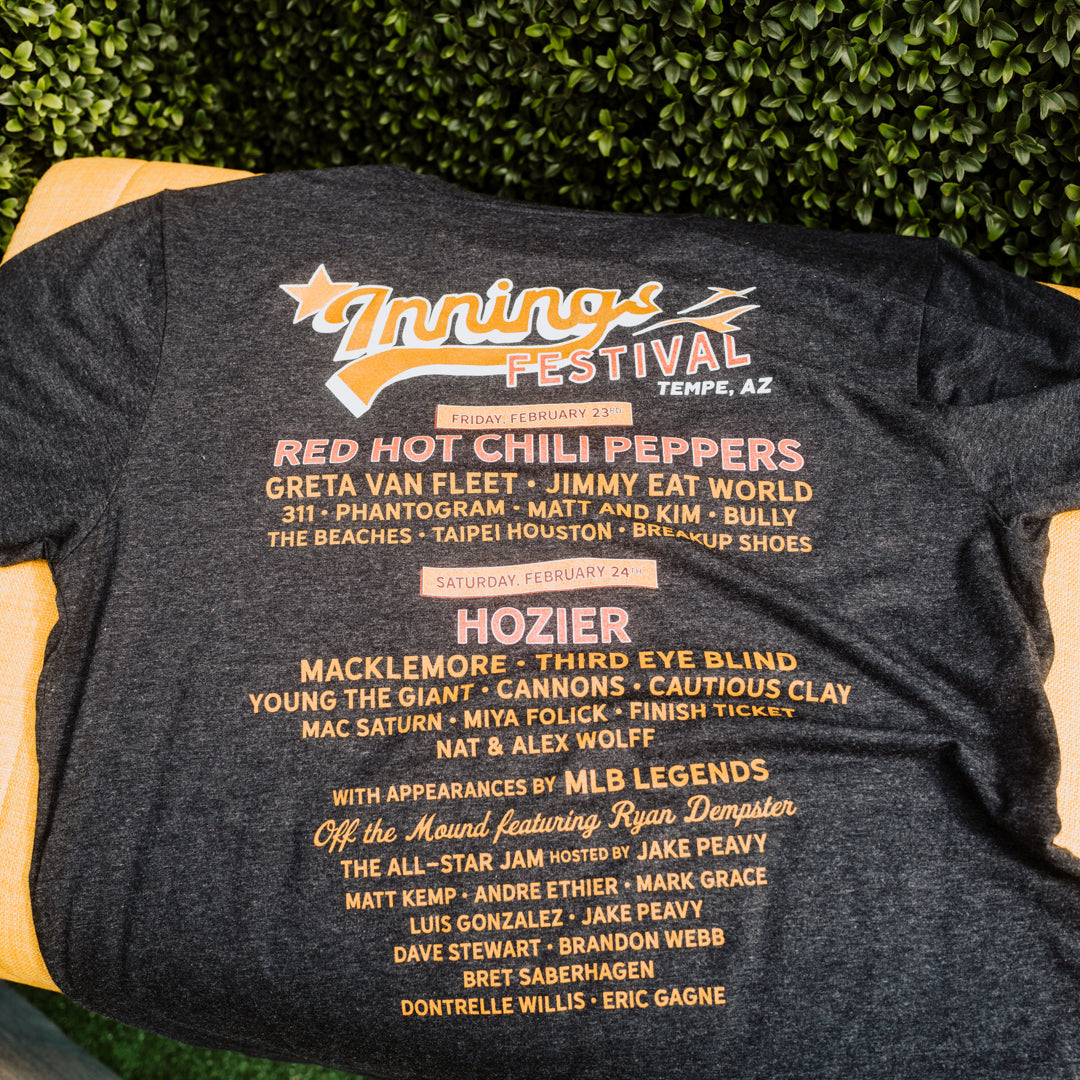 Innings
FESTIVAL
TEMPE, AZ
FRIDAY, FEBRUARY 23RD
RED HOT CHILI PEPPERS
GRETA VAN FLEET • JIMMY EAT WORLD
311 • PHANTOGRAM • MATT AND KIM • BULLY
THE BEACHES • TAIPEI HOUSTON • BREAKUP SHOES
SATURDAY, FEBRUARY 24TH
HOZIER
MACKLEMORE • THIRD EYE BLIND
YOUNG THE GIANT • CANNONS • CAUTIOUS CLAY
MAC SATURN • MIYA FOLICK • FINISH TICKET
NAT & ALEX WOLFF
WITH APPEARANCES BY MLB LEGENDS
Off the Mound featuring Ryan Dempster
THE ALL-STAR JAM HOSTED BY JAKE PEAVY
MATT KEMP • ANDRE ETHIER • MARK GRACE
LUIS GONZALEZ • JAKE PEAVY
DAVE STEWART • BRANDON WEBB
BRET SABERHAGEN
DONTRELLE WILLIS • ERIC GAGNE